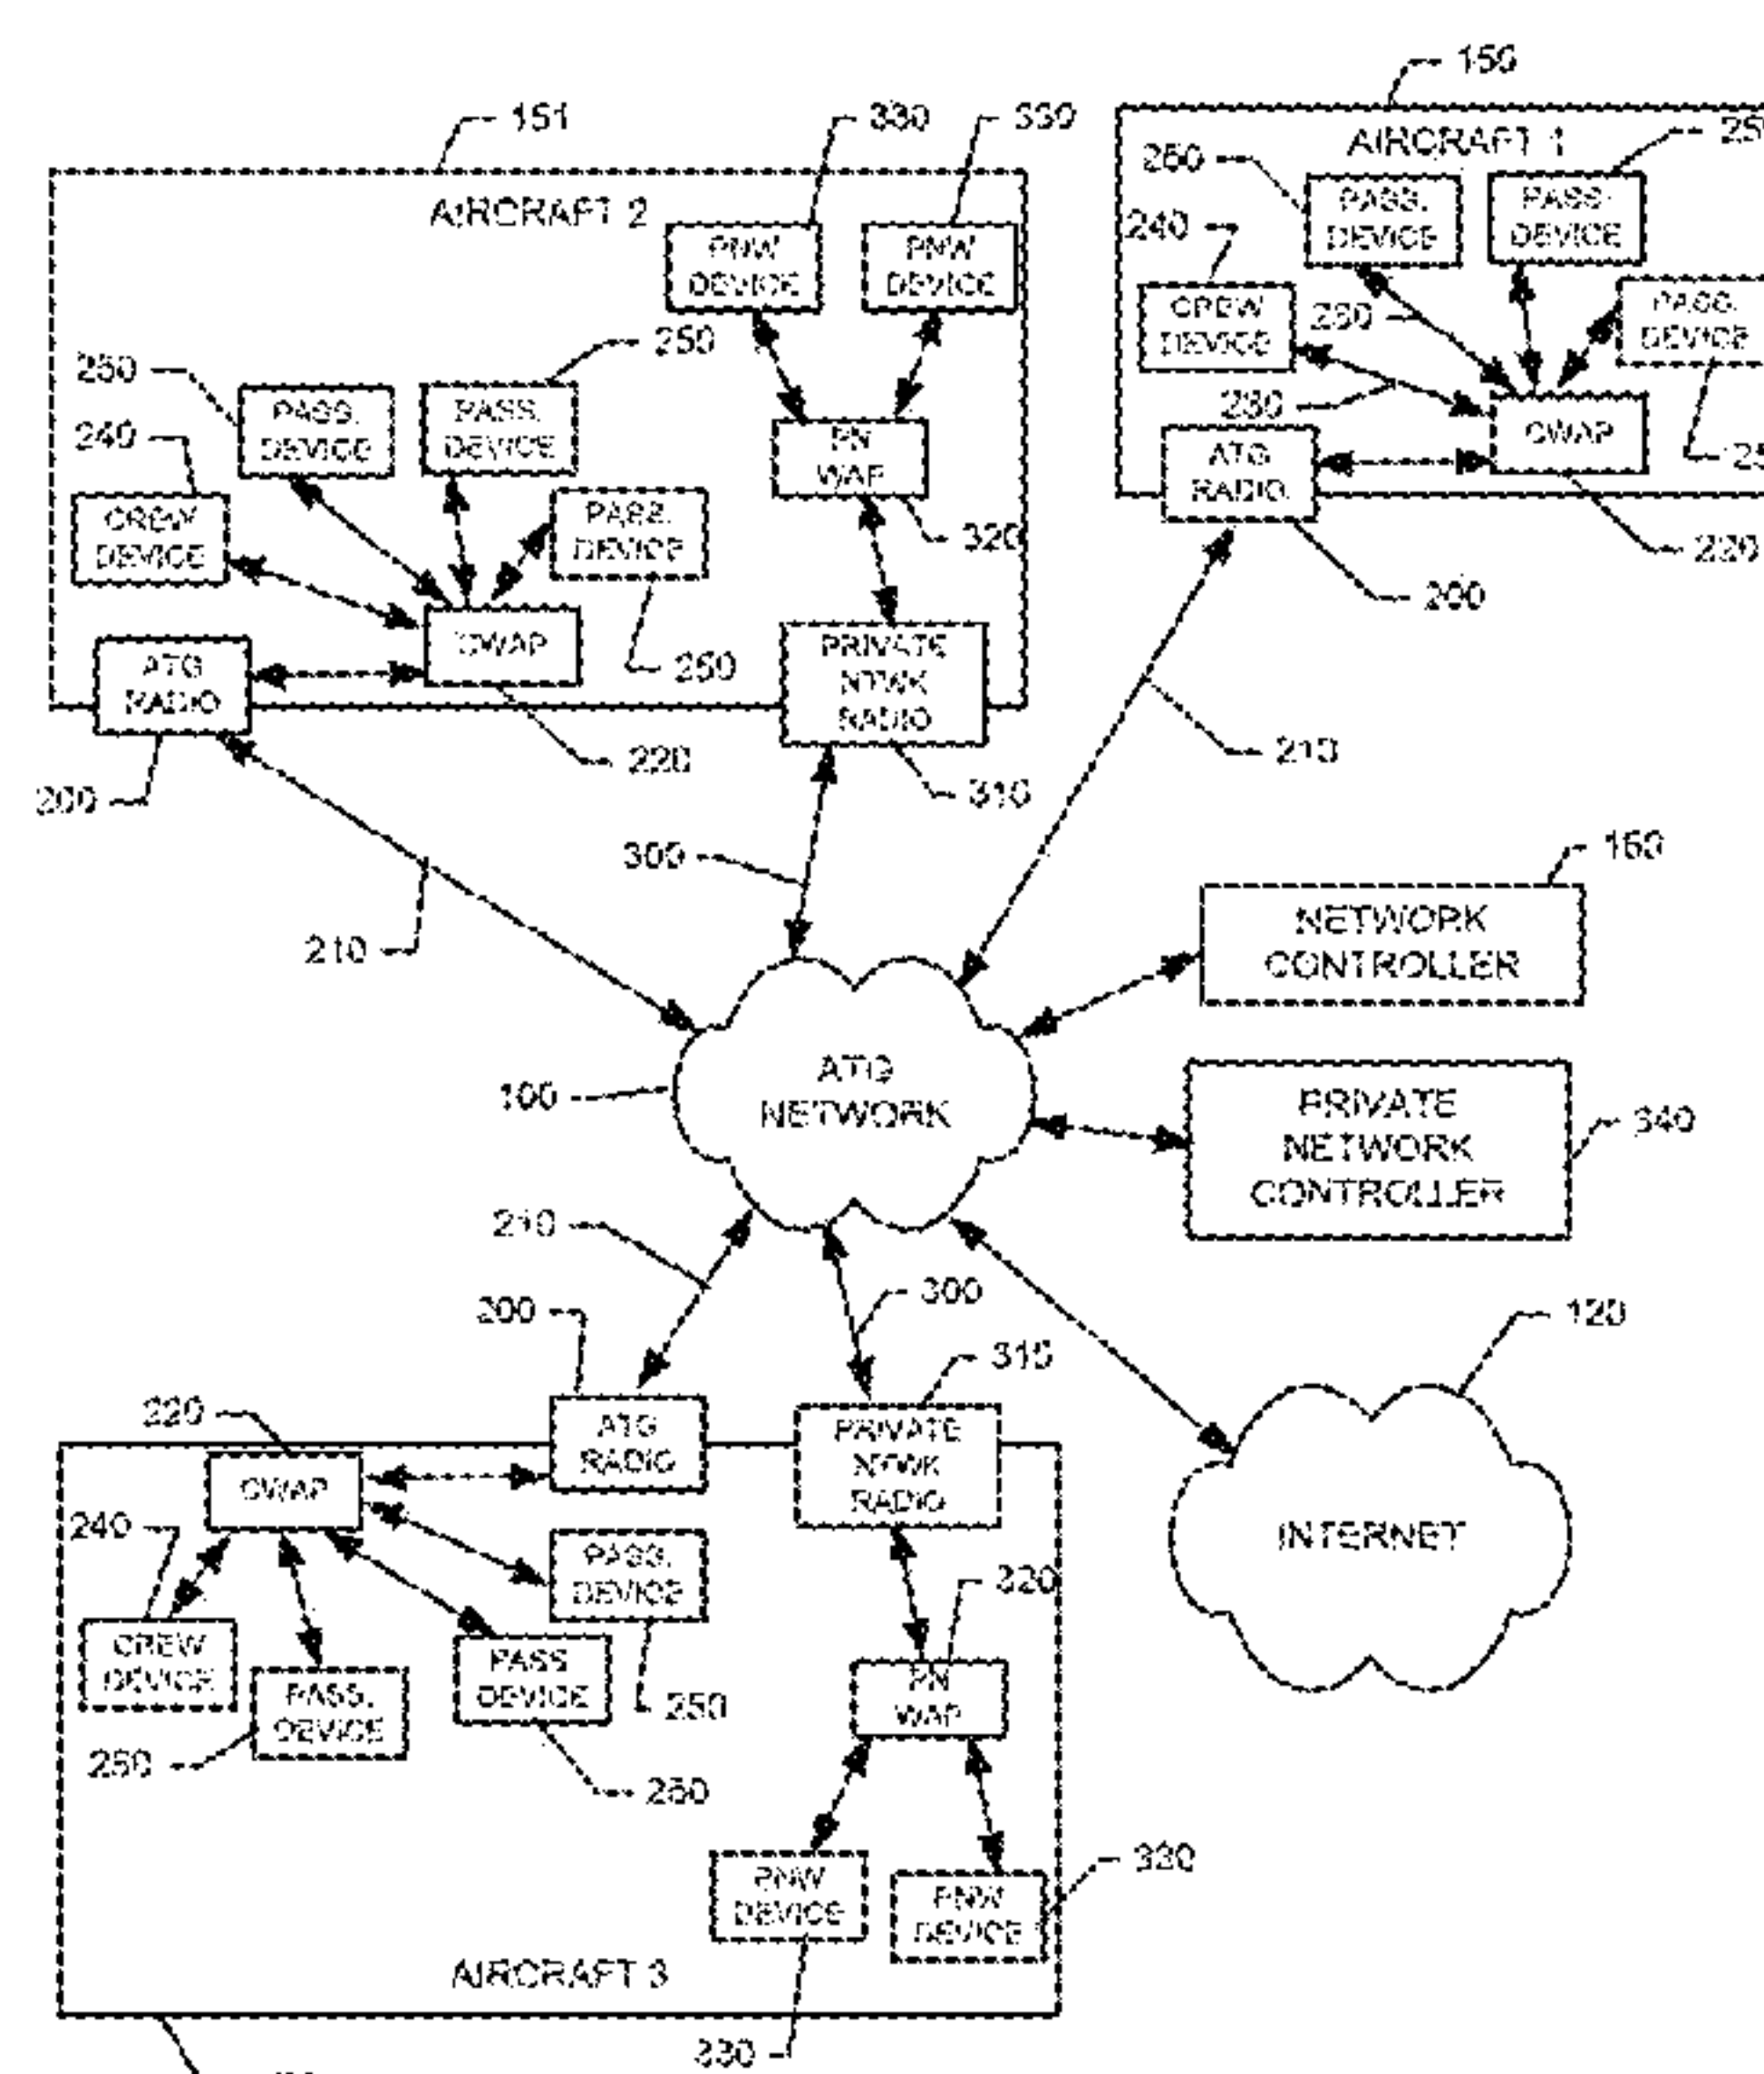 150
151
330
330
AIRCRAFT 1
250
PASS.
DEVICE
PASS.
DEVICE
AIRCRAFT 2
240
PNW
DEVICE
PNW
DEVICE
CREW
DEVICE
230
PASS.
DEVICE
250
250
PASS.
DEVICE
PASS.
DEVICE
230
CWAP
240
PN
WAP
ATG
RADIO
CREW
DEVICE
PASS.
DEVICE
320
220
200
CWAP
PRIVATE
NTWK
RADIO
ATG
RADIO
250
210
220
200
310
300
160
210
NETWORK
CONTROLLER
100
ATG
NETWORK
PRIVATE
NETWORK
CONTROLLER
340
210
300
200
120
310
220
ATG
RADIO
PRIVATE
NTWK
RADIO
CWAP
240
INTERNET
PASS.
DEVICE
320
CREW
DEVICE
PASS.
DEVICE
PASS
DEVICE
PN
WAP
250
250
250
330
PNW
DEVICE
PNW
DEVICE
AIRCRAFT 3
330